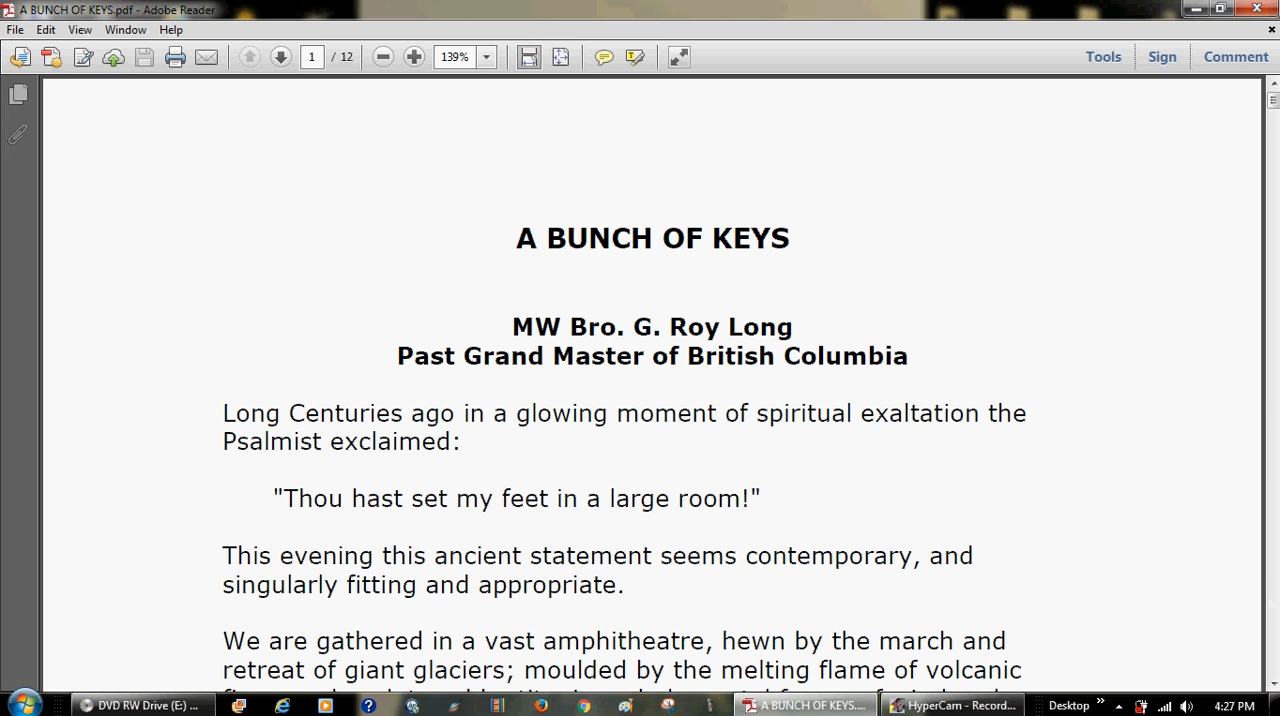 A BUNCH OF KEYS.pdf - Adobe Reader
File Edit View Window Help
1 / 12 139% Tools Sign Comment
A BUNCH OF KEYS
MW Bro. G. Roy Long
Past Grand Master of British Columbia
Long Centuries ago in a glowing moment of spiritual exaltation the
Psalmist exclaimed:
"Thou hast set my feet in a large room!"
This evening this ancient statement seems contemporary, and
singularly fitting and appropriate.
We are gathered in a vast amphitheatre, hewn by the march and
retreat of giant glaciers; moulded by the melting flame of volcanic
DVD RW Drive (E:) ... A BUNCH OF KEYS.... HyperCam - Record... Desktop 4:27 PM